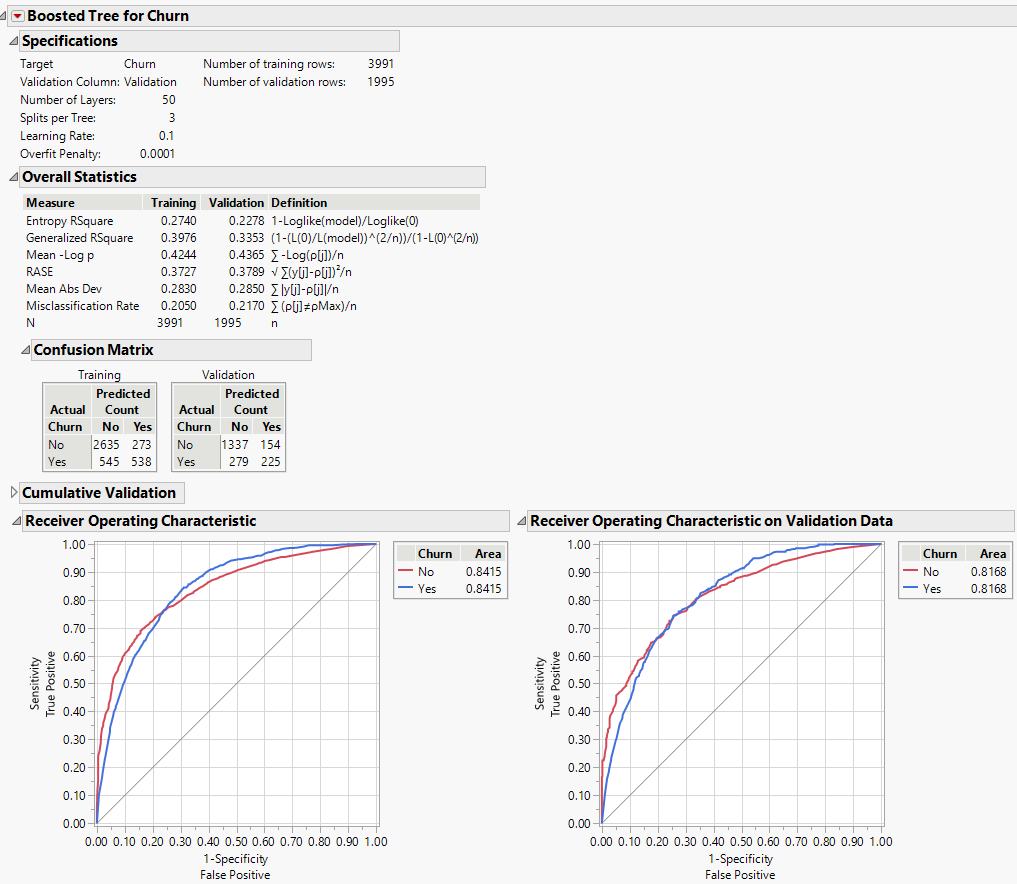 Boosted Tree for Churn
Specifications
Target Churn Number of training rows: 3991
Validation Column: Validation Number of validation rows: 1995
Number of Layers: 50
Splits per Tree: 3
Learning Rate: 0.1
Overfit Penalty: 0.0001
Overall Statistics
Measure Training Validation Definition
Entropy RSquare 0.2740 0.2278 1-Loglike(model)/Loglike(0)
Generalized RSquare 0.3976 0.3353 (1-(L(0)/L(model))^(2/n))/(1-L(0)^(2/n))
Mean -Log p 0.4244 0.4365 ∑ -Log(ρ[j])/n
RASE 0.3727 0.3789 √ ∑(y[j]-ρ[j])²/n
Mean Abs Dev 0.2830 0.2850 ∑ |y[j]-ρ[j]|/n
Misclassification Rate 0.2050 0.2170 ∑ (ρ[j]≠ρMax)/n
N 3991 1995 n
Confusion Matrix
Training Validation
Predicted Predicted
Actual Count Actual Count
Churn No Yes Churn No Yes
No 2635 273 No 1337 154
Yes 545 538 Yes 279 225
Cumulative Validation
Receiver Operating Characteristic
1.00
0.90
0.80
0.70
0.60
0.50
0.40
0.30
0.20
0.10
0.00
Sensitivity
True Positive
0.00 0.10 0.20 0.30 0.40 0.50 0.60 0.70 0.80 0.90 1.00
1-Specificity
False Positive
Churn Area
No 0.8415
Yes 0.8415
Receiver Operating Characteristic on Validation Data
1.00
0.90
0.80
0.70
0.60
0.50
0.40
0.30
0.20
0.10
0.00
Sensitivity
True Positive
0.00 0.10 0.20 0.30 0.40 0.50 0.60 0.70 0.80 0.90 1.00
1-Specificity
False Positive
Churn Area
No 0.8168
Yes 0.8168